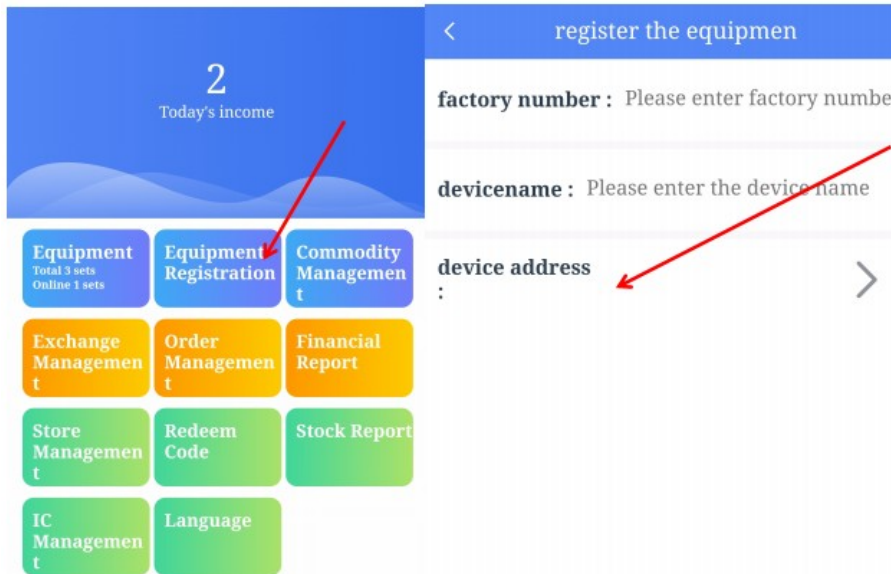 2
Today's income
Equipment
Total 3 sets
Online 1 sets
Equipment
Registration
Commodity
Managemen
t
Exchange
Managemen
t
Order
Managemen
t
Financial
Report
Store
Managemen
t
Redeem
Code
Stock Report
IC
Managemen
t
Language
register the equipmen
factory number : Please enter factory numbe
devicename : Please enter the device name
device address
: